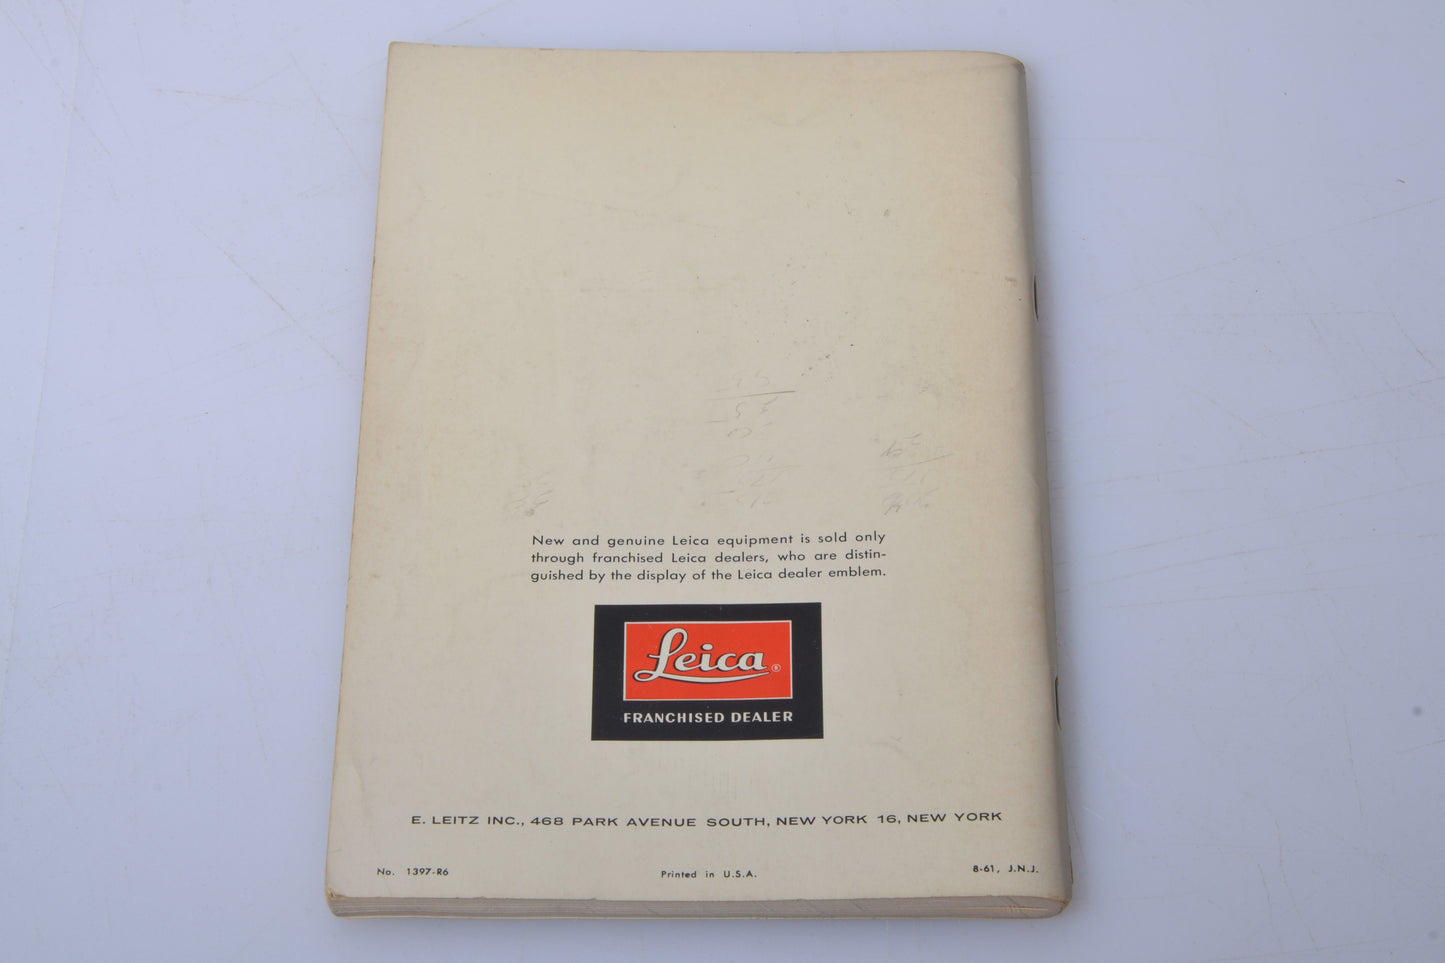 New and genuine Leica equipment is sold only
through franchised Leica dealers, who are distin-
guished by the display of the Leica dealer emblem.
Leica®
FRANCHISED DEALER
E. LEITZ INC., 468 PARK AVENUE SOUTH, NEW YORK 16, NEW YORK
No. 1397-R6 Printed in U.S.A. 8-61, J.N.J.